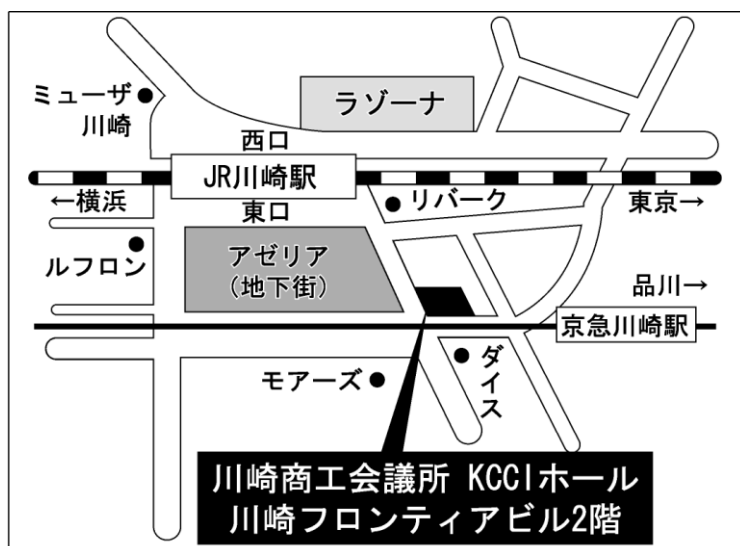 ミューザ
川崎
ラゾーナ
西口
JR川崎駅
←横浜
東口
リバーク
東京→
ルフロン
アゼリア
（地下街）
品川→
京急川崎駅
モアーズ
ダイス
川崎商工会議所 KCCIホール
川崎フロンティアビル2階